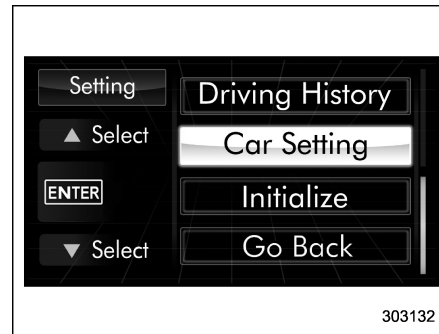 Setting
▲ Select
ENTER
▼ Select
Driving History
Car Setting
Initialize
Go Back
303132